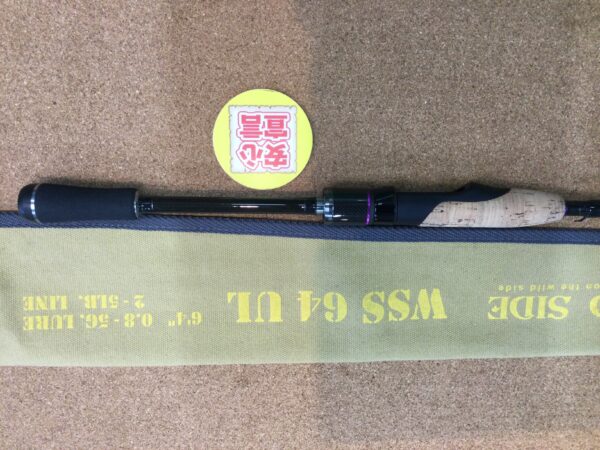 安心
宣言
D SIDE
on the wild side
WSS 64 UL
6'4" 0.8 - 5G. LURE
2 - 5LB. LINE